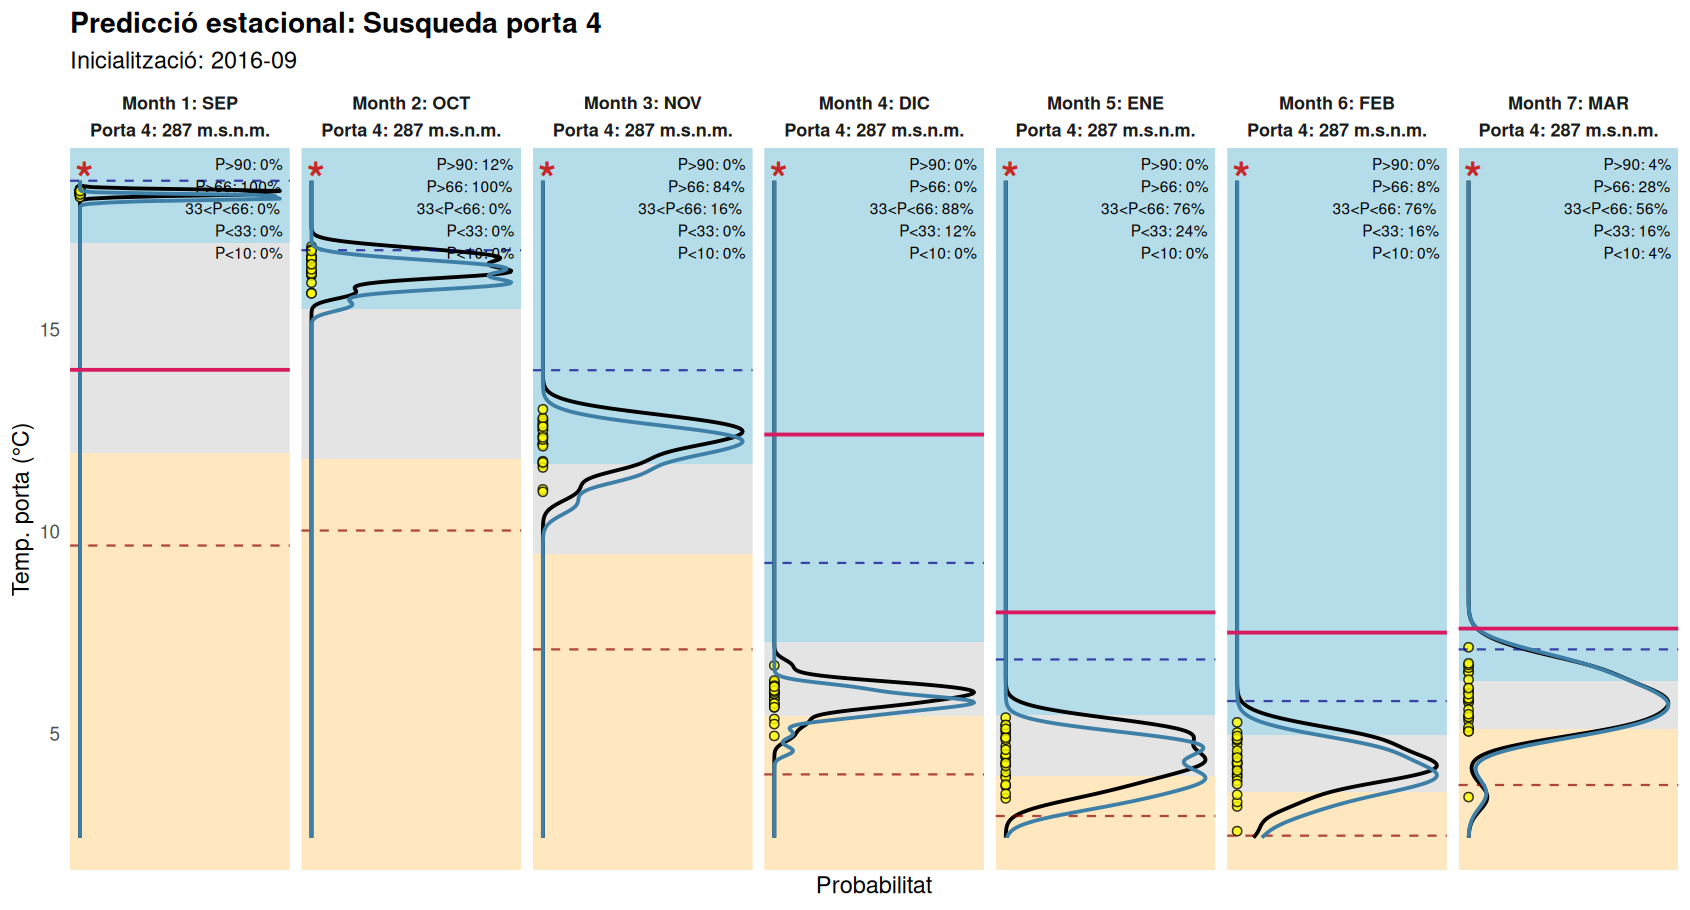 Predicció estacional: Susqueda porta 4
Inicialització: 2016-09
Month 1: SEP
Porta 4: 287 m.s.n.m.
Month 2: OCT
Porta 4: 287 m.s.n.m.
Month 3: NOV
Porta 4: 287 m.s.n.m.
Month 4: DIC
Porta 4: 287 m.s.n.m.
Month 5: ENE
Porta 4: 287 m.s.n.m.
Month 6: FEB
Porta 4: 287 m.s.n.m.
Month 7: MAR
Porta 4: 287 m.s.n.m.
*
P>90: 0%
P>66: 100%
33<P<66: 0%
P<33: 0%
P<10: 0%
*
P>90: 12%
P>66: 100%
33<P<66: 0%
P<33: 0%
P<10: 0%
*
P>90: 0%
P>66: 84%
33<P<66: 16%
P<33: 0%
P<10: 0%
*
P>90: 0%
P>66: 0%
33<P<66: 88%
P<33: 12%
P<10: 0%
*
P>90: 0%
P>66: 0%
33<P<66: 76%
P<33: 24%
P<10: 0%
*
P>90: 0%
P>66: 8%
33<P<66: 76%
P<33: 16%
P<10: 0%
*
P>90: 4%
P>66: 28%
33<P<66: 56%
P<33: 16%
P<10: 4%
15
10
5
Temp. porta (°C)
Probabilitat